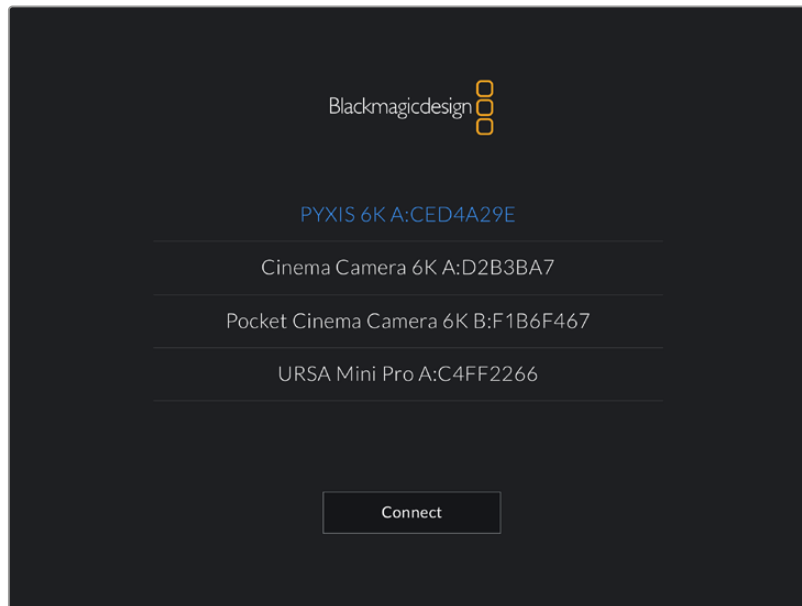 Blackmagicdesign
PYXIS 6K A:CED4A29E
Cinema Camera 6K A:D2B3BA7
Pocket Cinema Camera 6K B:F1B6F467
URSA Mini Pro A:C4FF2266
Connect